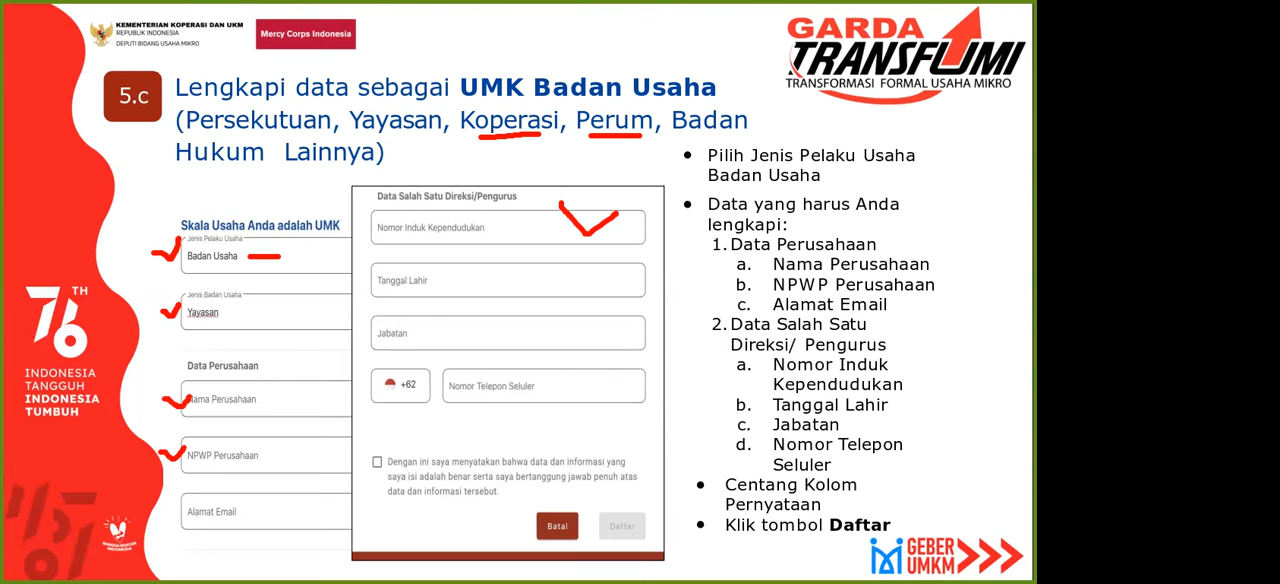 KEMENTERIAN KOPERASI DAN UKM
REPUBLIK INDONESIA
DEPUTI BIDANG USAHA MIKRO
Mercy Corps Indonesia
GARDA
TRANSFUMI
TRANSFORMASI FORMAL USAHA MIKRO
5.c
Lengkapi data sebagai UMK Badan Usaha
(Persekutuan, Yayasan, Koperasi, Perum, Badan
Hukum Lainnya)
Skala Usaha Anda adalah UMK
Jenis Pelaku Usaha
Badan Usaha
Jenis Badan Usaha
Yayasan
Data Perusahaan
Nama Perusahaan
NPWP Perusahaan
Alamat Email
Data Salah Satu Direksi/Pengurus
Nomor Induk Kependudukan
Tanggal Lahir
Jabatan
+62
Nomor Telepon Seluler
Dengan ini saya menyatakan bahwa data dan informasi yang
saya isi adalah benar serta saya bertanggung jawab penuh atas
data dan informasi tersebut.
Batal
Daftar
• Pilih Jenis Pelaku Usaha
Badan Usaha
• Data yang harus Anda
lengkapi:
1. Data Perusahaan
a. Nama Perusahaan
b. NPWP Perusahaan
c. Alamat Email
2. Data Salah Satu
Direksi/ Pengurus
a. Nomor Induk
Kependudukan
b. Tanggal Lahir
c. Jabatan
d. Nomor Telepon
Seluler
• Centang Kolom
Pernyataan
• Klik tombol Daftar
76TH
INDONESIA
TANGGUH
INDONESIA
TUMBUH
GEBER
UMKM